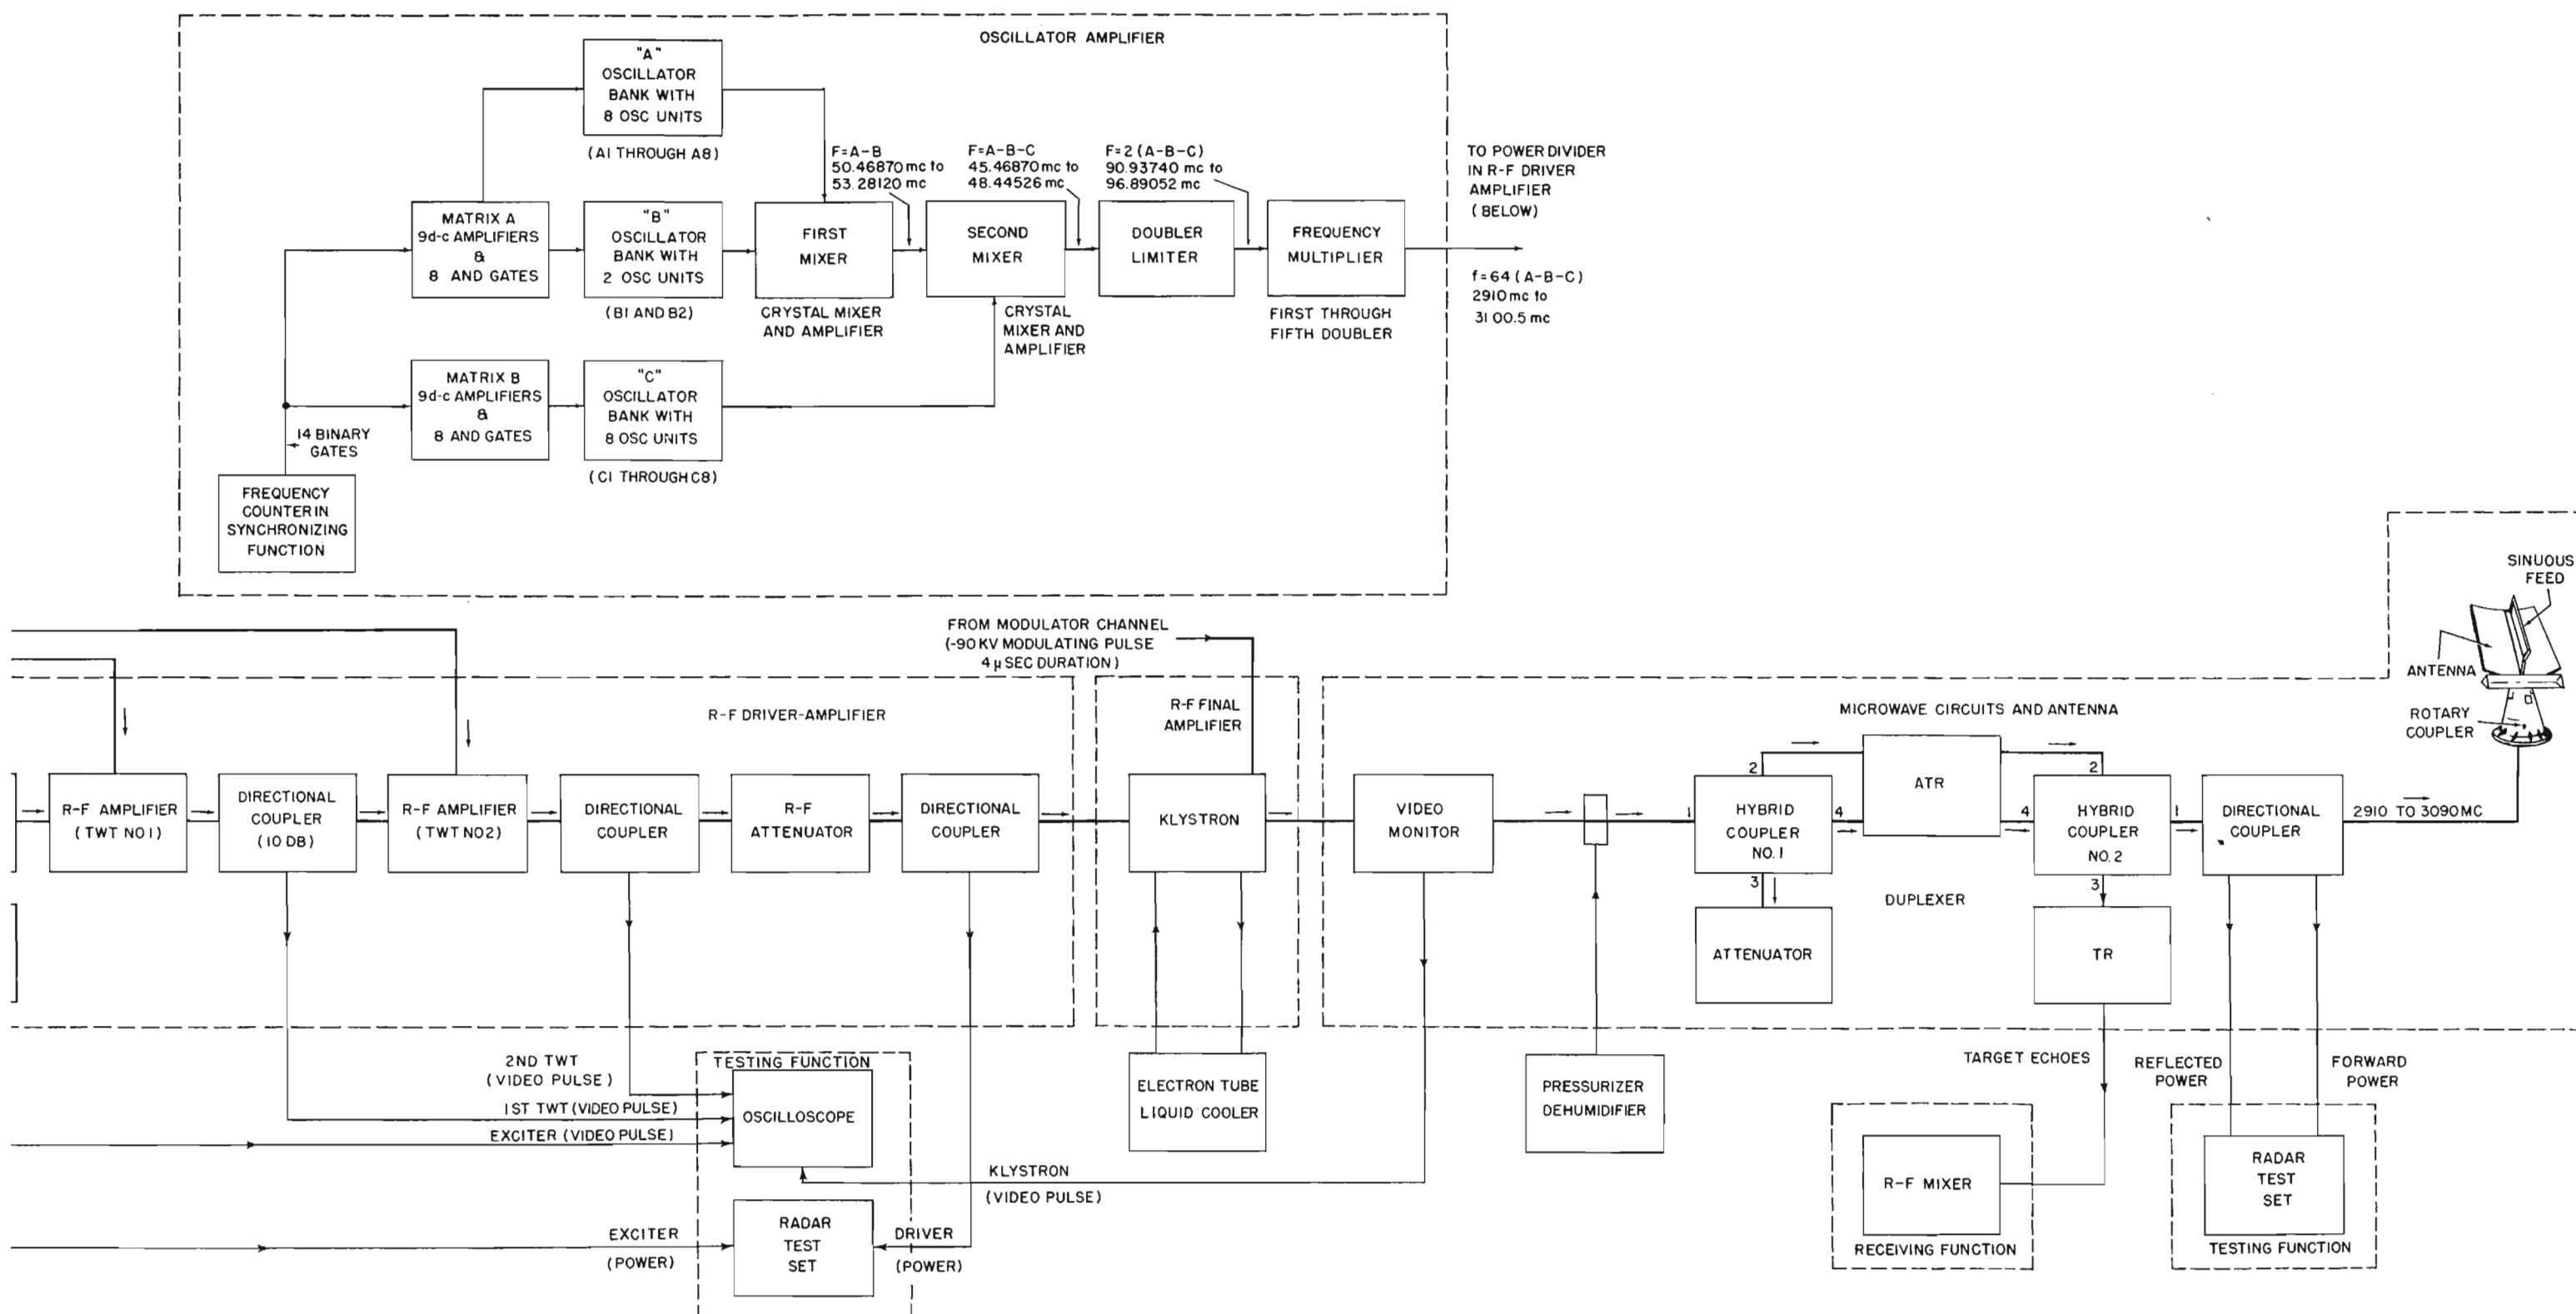 OSCILLATOR AMPLIFIER
"A"
OSCILLATOR
BANK WITH
8 OSC UNITS
(A1 THROUGH A8)
MATRIX A
9d-c AMPLIFIERS
&
8 AND GATES
"B"
OSCILLATOR
BANK WITH
2 OSC UNITS
(B1 AND B2)
F=A-B
50.46870 mc to
53.28120 mc
FIRST
MIXER
CRYSTAL MIXER
AND AMPLIFIER
F=A-B-C
45.46870 mc to
48.44526 mc
SECOND
MIXER
CRYSTAL
MIXER AND
AMPLIFIER
F=2 (A-B-C)
90.93740 mc to
96.89052 mc
DOUBLER
LIMITER
FREQUENCY
MULTIPLIER
FIRST THROUGH
FIFTH DOUBLER
TO POWER DIVIDER
IN R-F DRIVER
AMPLIFIER
(BELOW)
f=64 (A-B-C)
2910 mc to
3100.5 mc
MATRIX B
9d-c AMPLIFIERS
&
8 AND GATES
"C"
OSCILLATOR
BANK WITH
8 OSC UNITS
(C1 THROUGH C8)
14 BINARY
GATES
FREQUENCY
COUNTER IN
SYNCHRONIZING
FUNCTION
FROM MODULATOR CHANNEL
(-90 KV MODULATING PULSE
4 µ SEC DURATION)
SINUOUS
FEED
ANTENNA
ROTARY
COUPLER
R-F DRIVER-AMPLIFIER
R-F FINAL
AMPLIFIER
MICROWAVE CIRCUITS AND ANTENNA
R-F AMPLIFIER
(TWT NO 1)
DIRECTIONAL
COUPLER
(10 DB)
R-F AMPLIFIER
(TWT NO 2)
DIRECTIONAL
COUPLER
R-F
ATTENUATOR
DIRECTIONAL
COUPLER
KLYSTRON
VIDEO
MONITOR
1
2
HYBRID
COUPLER
NO. 1
4
3
ATR
2
4
HYBRID
COUPLER
NO. 2
1
3
DIRECTIONAL
COUPLER
2910 TO 3090 MC
DUPLEXER
ATTENUATOR
TR
2ND TWT
(VIDEO PULSE)
1ST TWT (VIDEO PULSE)
EXCITER (VIDEO PULSE)
TESTING FUNCTION
OSCILLOSCOPE
KLYSTRON
(VIDEO PULSE)
EXCITER
(POWER)
RADAR
TEST
SET
DRIVER
(POWER)
ELECTRON TUBE
LIQUID COOLER
PRESSURIZER
DEHUMIDIFIER
TARGET ECHOES
REFLECTED
POWER
FORWARD
POWER
R-F MIXER
RECEIVING FUNCTION
RADAR
TEST
SET
TESTING FUNCTION